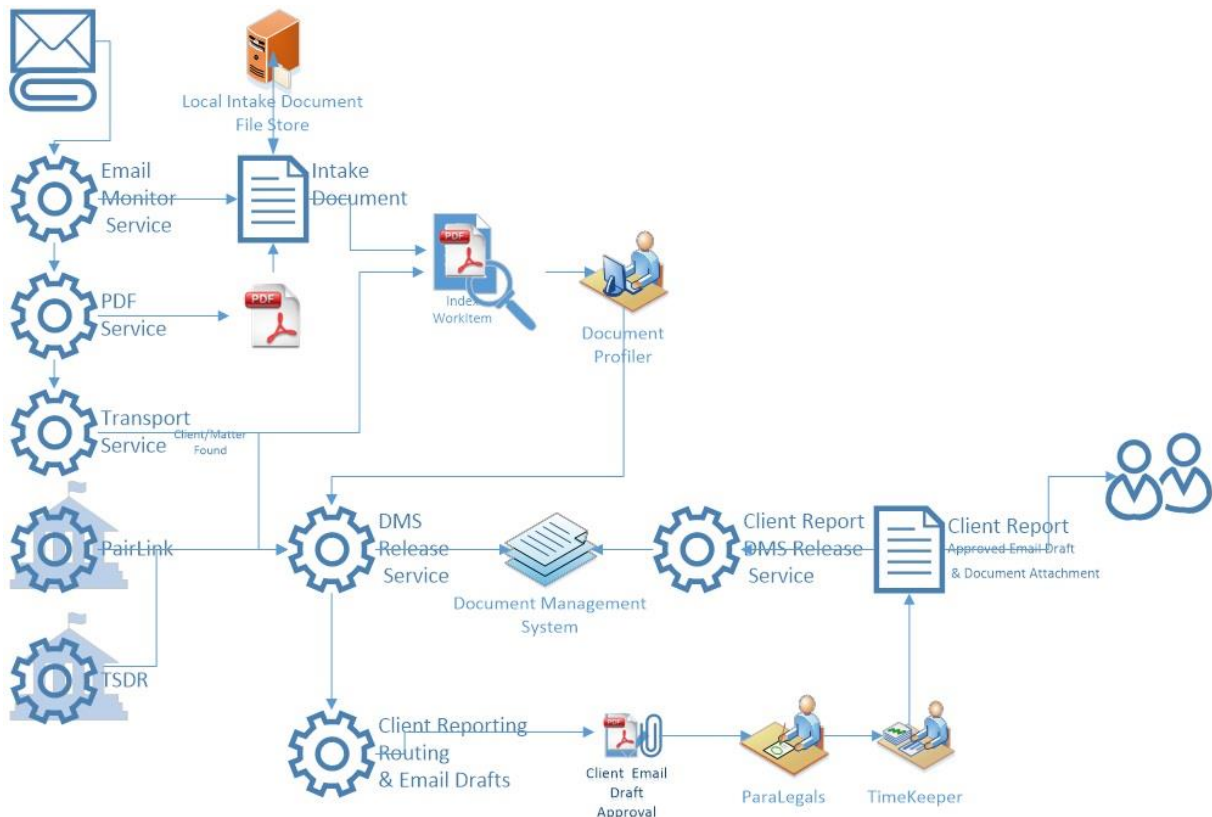 Local Intake Document
File Store
Email
Monitor
Service
Intake
Document
PDF
Index
WorkItem
PDF
Service
PDF
Document
Profiler
Transport
Service
Client/Matter
Found
PairLink
DMS
Release
Service
Document Management
System
Client Report
DMS Release
Service
Client Report
Approved Email Draft
& Document Attachment
TSDR
Client Reporting
Routing
& Email Drafts
PDF
Client Email
Draft
Approval
ParaLegals
TimeKeeper